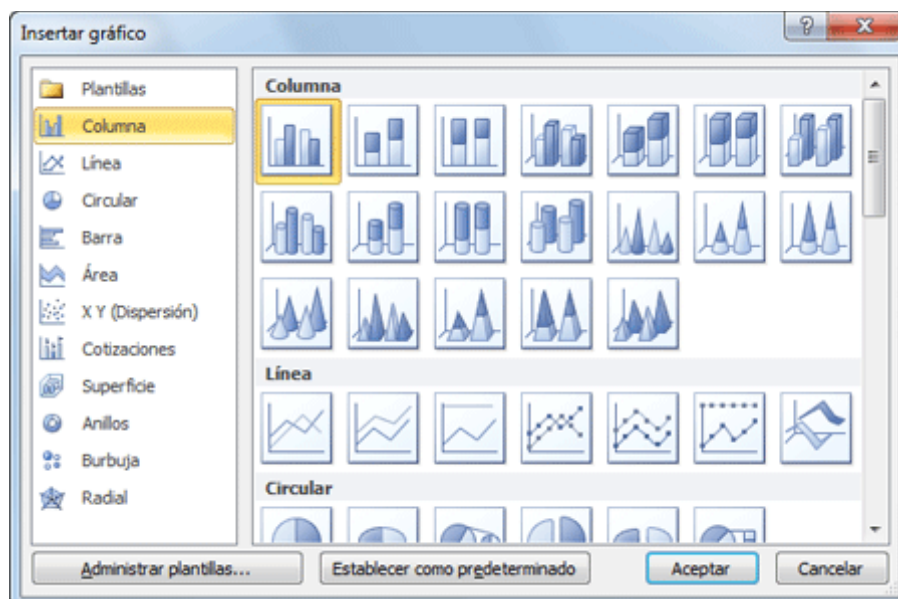 Insertar gráfico
Plantillas
Columna
Línea
Circular
Barra
Área
X Y (Dispersión)
Cotizaciones
Superficie
Anillos
Burbuja
Radial
Columna
Línea
Circular
Administrar plantillas...
Establecer como predeterminado
Aceptar
Cancelar